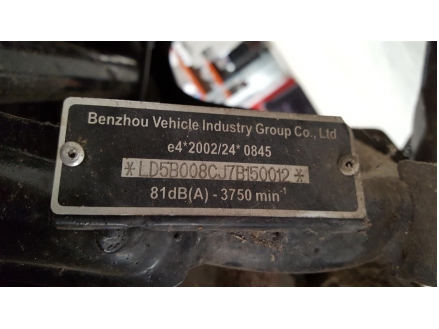 Benzhou Vehicle Industry Group Co., Ltd
e4*2002/24* 0845
*LD5B008CJ7B150012*
81dB(A) - 3750 min⁻¹